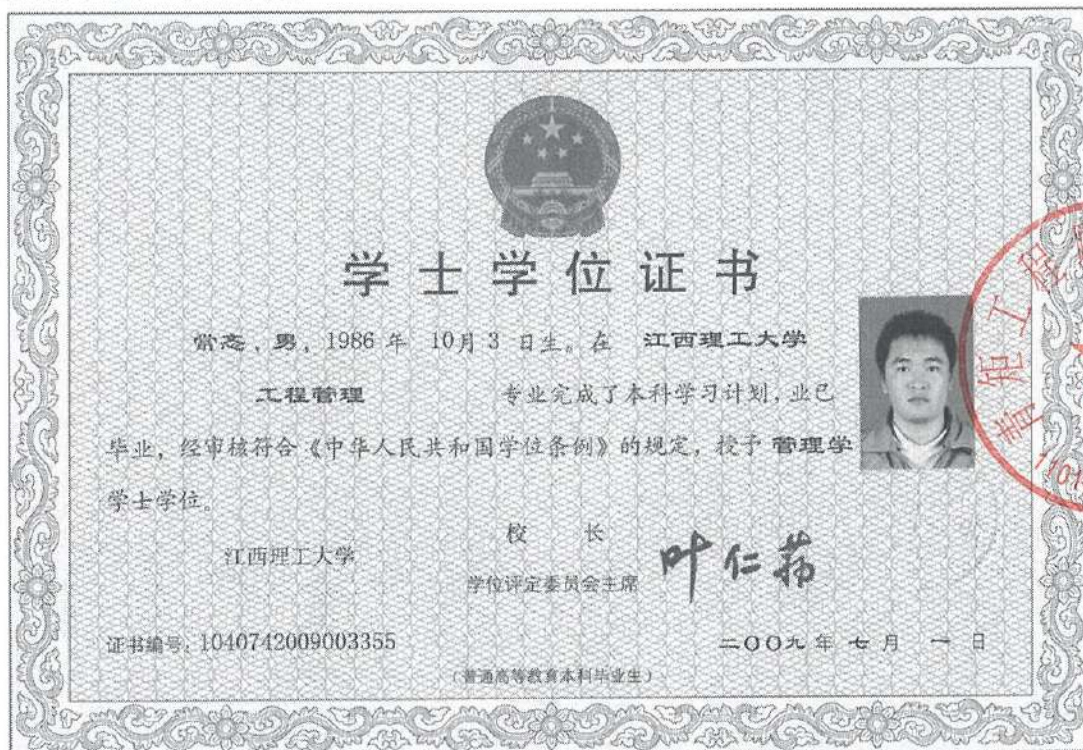 学士学位证书
常态，男，1986 年 10月 3 日生。在 江西理工大学
工程管理 专业完成了本科学习计划，业已
毕业，经审核符合《中华人民共和国学位条例》的规定，授予 管理学
学士学位。
江西理工大学
校 长
学位评定委员会主席
叶仁荪
证书编号：1040742009003355
二〇〇九 年 七 月 一 日
（普通高等教育本科毕业生）
工程
1101